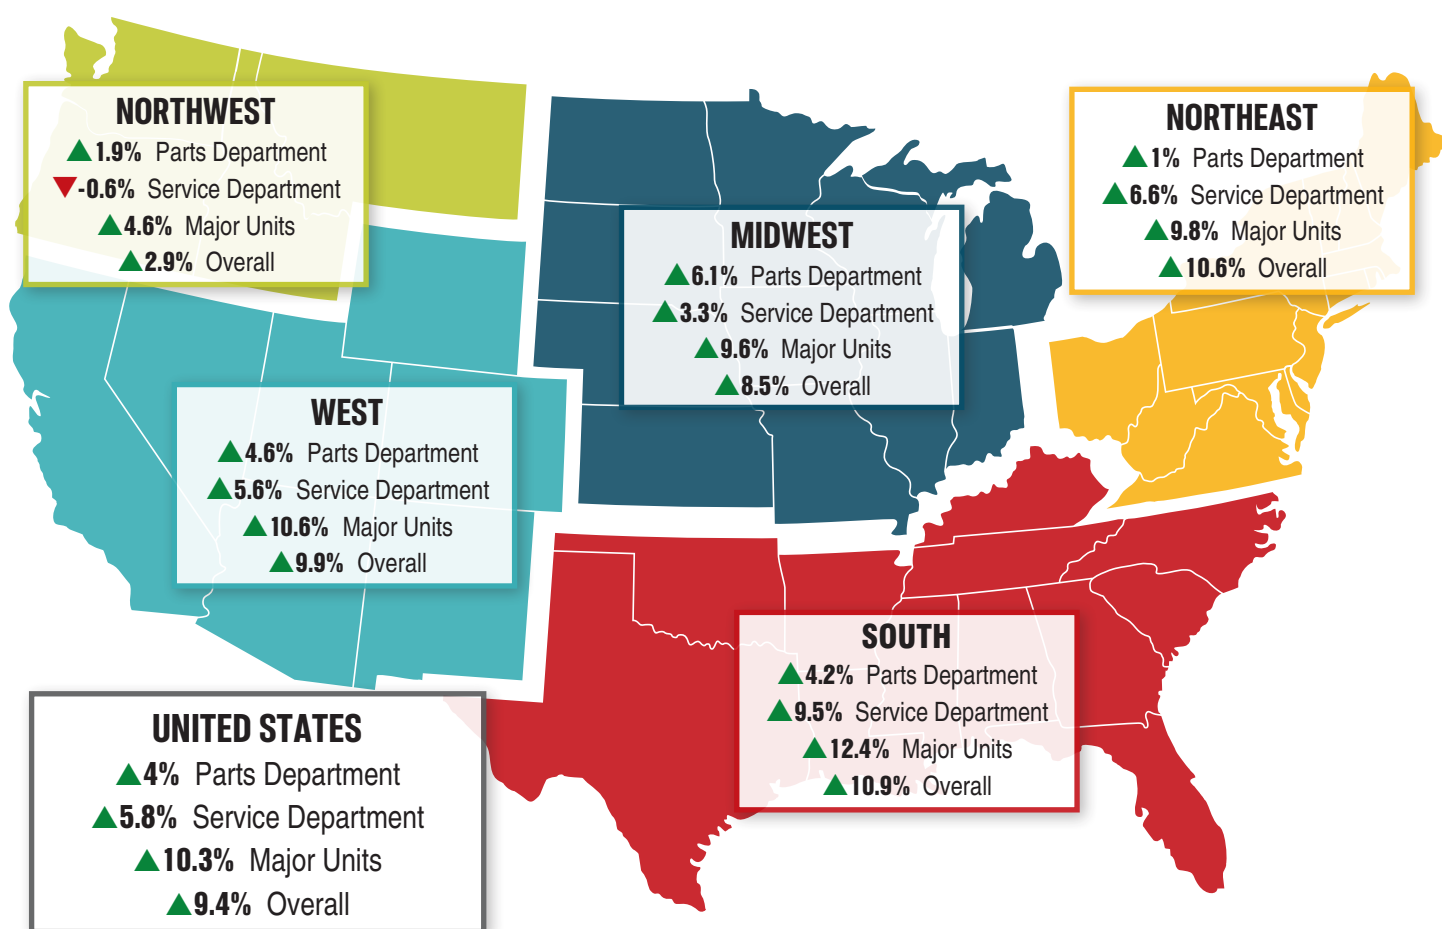 NORTHWEST
▲1.9% Parts Department
▼-0.6% Service Department
▲4.6% Major Units
▲2.9% Overall
NORTHEAST
▲1% Parts Department
▲6.6% Service Department
▲9.8% Major Units
▲10.6% Overall
MIDWEST
▲6.1% Parts Department
▲3.3% Service Department
▲9.6% Major Units
▲8.5% Overall
WEST
▲4.6% Parts Department
▲5.6% Service Department
▲10.6% Major Units
▲9.9% Overall
SOUTH
▲4.2% Parts Department
▲9.5% Service Department
▲12.4% Major Units
▲10.9% Overall
UNITED STATES
▲4% Parts Department
▲5.8% Service Department
▲10.3% Major Units
▲9.4% Overall